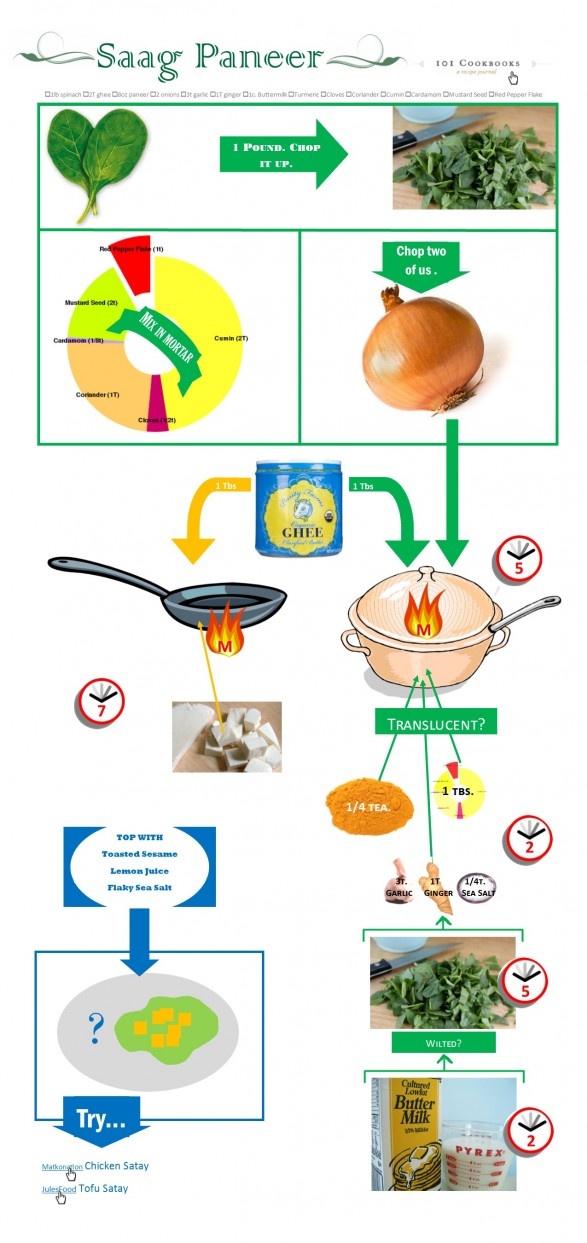 Saag Paneer
101 Cookbooks
a recipe journal
☐1lb spinach ☐2T ghee ☐8oz paneer ☐2 onions ☐3t garlic ☐1T ginger ☐1c. Buttermilk ☐Turmeric ☐Cloves ☐Coriander ☐Cumin ☐Cardamom ☐Mustard Seed ☐Red Pepper Flake
1 Pound. Chop
it up.
Red Pepper Flake (1t)
Mustard Seed (2t)
Cardamom (1/8t)
Coriander (1T)
Cumin (2T)
Mix in mortar
Chop two
of us .
1 Tbs
1 Tbs
Purity Farms
Organic
GHEE
Clarified Butter
5
M
M
7
Translucent?
1/4 tea.
1 tbs.
2
TOP WITH
Toasted Sesame
Lemon Juice
Flaky Sea Salt
3t.
Garlic
1T
Ginger
1/4t.
Sea Salt
5
?
Wilted?
Cultured
Lowfat
Butter
Milk
PYREX
2
Try...
Matkonation Chicken Satay
JulesFood Tofu Satay